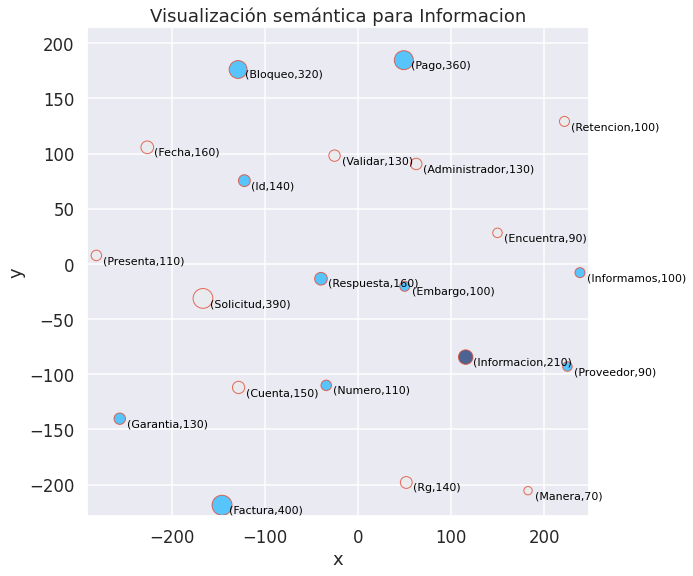 Visualización semántica para Informacion
200
150
100
50
0
−50
−100
−150
−200
y
(Pago,360)
(Bloqueo,320)
(Retencion,100)
(Fecha,160)
(Validar,130)
(Administrador,130)
(Id,140)
(Encuentra,90)
(Presenta,110)
(Informamos,100)
(Respuesta,160)
(Embargo,100)
(Solicitud,390)
(Informacion,210)
(Proveedor,90)
(Cuenta,150)
(Numero,110)
(Garantia,130)
(Rg,140)
(Manera,70)
(Factura,400)
−200
−100
0
100
200
x